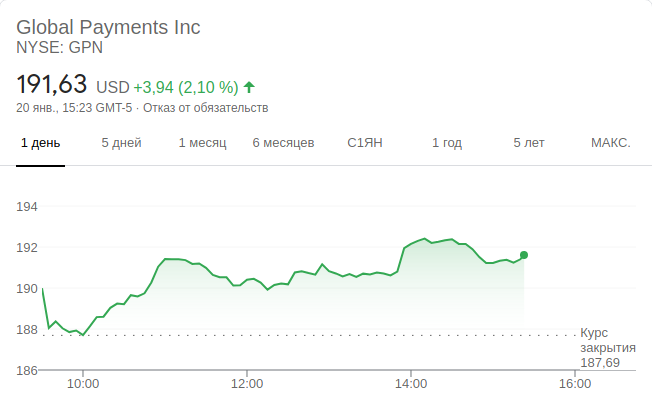 Global Payments Inc
NYSE: GPN
191,63 USD +3,94 (2,10 %)
20 янв., 15:23 GMT-5 · Отказ от обязательств
1 день 5 дней 1 месяц 6 месяцев С1ЯН 1 год 5 лет МАКС.
194
192
190
188
186
Курс
закрытия
187,69
10:00 12:00 14:00 16:00